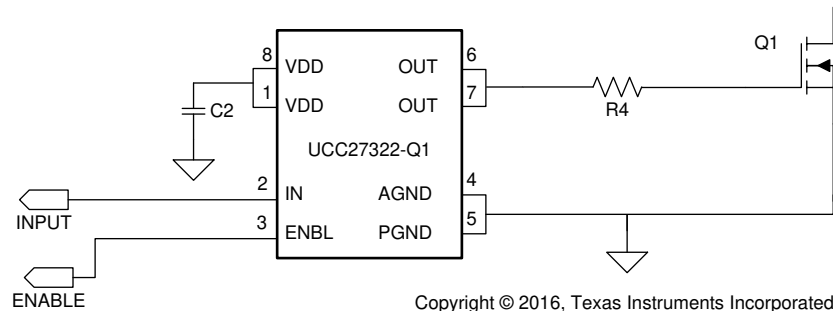 Q1
8
VDD
OUT
6
1
VDD
OUT
7
C2
R4
UCC27322-Q1
2
IN
AGND
4
INPUT
3
ENBL
PGND
5
ENABLE
Copyright © 2016, Texas Instruments Incorporated